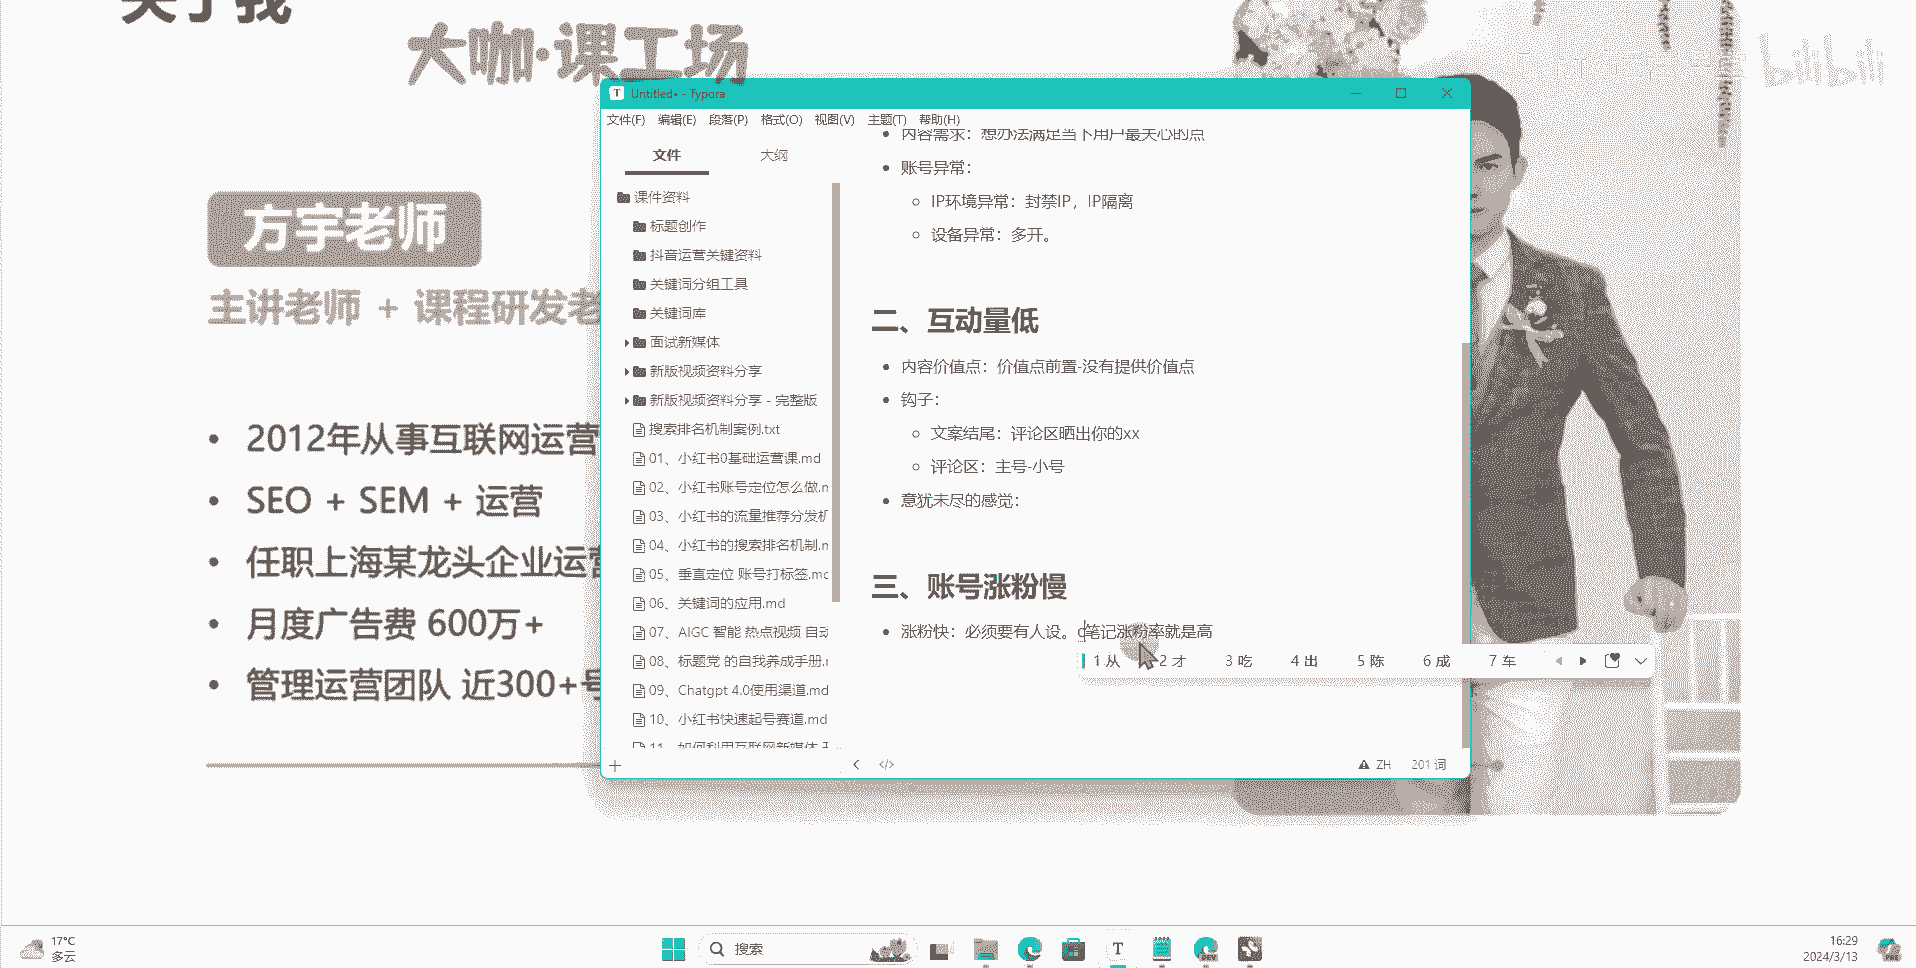 关于我
大咖·课工场
bilibili
方宇老师
主讲老师 + 课程研发老
2012年从事互联网运营
SEO + SEM + 运营
任职上海某龙头企业运营
月度广告费 600万+
管理运营团队 近300+号
Untitled• - Typora
文件(F) 编辑(E) 段落(P) 格式(O) 视图(V) 主题(T) 帮助(H)
文件 大纲
课件资料
标题创作
抖音运营关键资料
关键词分组工具
关键词库
面试新媒体
新版视频资料分享
新版视频资料分享 - 完整版
搜索排名机制案例.txt
01、小红书0基础运营课.md
02、小红书账号定位怎么做.m
03、小红书的流量推荐分发机
04、小红书的搜索排名机制.m
05、垂直定位 账号打标签.md
06、关键词的应用.md
07、AIGC 智能 热点视频 自动
08、标题党 的自我养成手册.m
09、Chatgpt 4.0使用渠道.md
10、小红书快速起号赛道.md
11、如何利用互联网新媒体
内容需求：想办法满足当下用户最关心的点
账号异常：
IP环境异常：封禁IP，IP隔离
设备异常：多开。
二、互动量低
内容价值点：价值点前置-没有提供价值点
钩子：
文案结尾：评论区晒出你的xx
评论区：主号-小号
意犹未尽的感觉：
三、账号涨粉慢
涨粉快：必须要有人设。c笔记涨粉率就是高
1 从 2 才 3 吃 4 出 5 陈 6 成 7 车
ZH 201 词
17°C
多云
搜索
16:29
2024/3/13